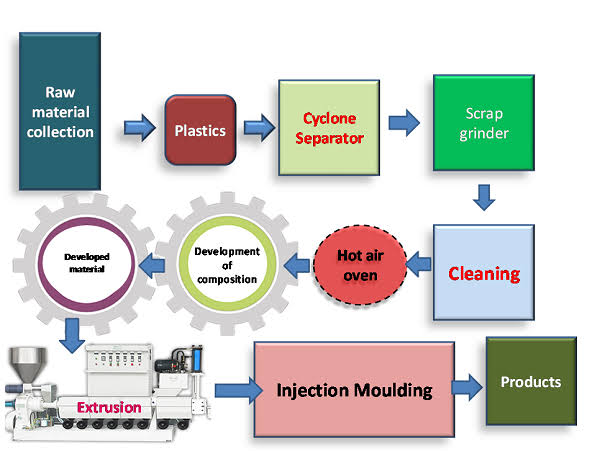 Raw
material
collection
Plastics
Cyclone
Separator
Scrap
grinder
Cleaning
Hot air
oven
Development
of
composition
Developed
material
Extrusion
Injection Moulding
Products